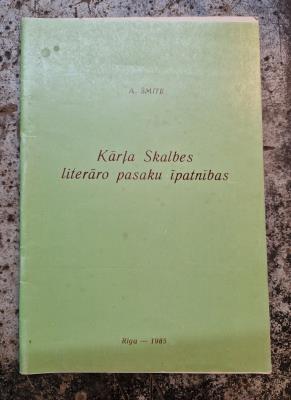 A. ŠMITE
Kārļa Skalbes
literāro pasaku īpatnības
Rīga — 1985